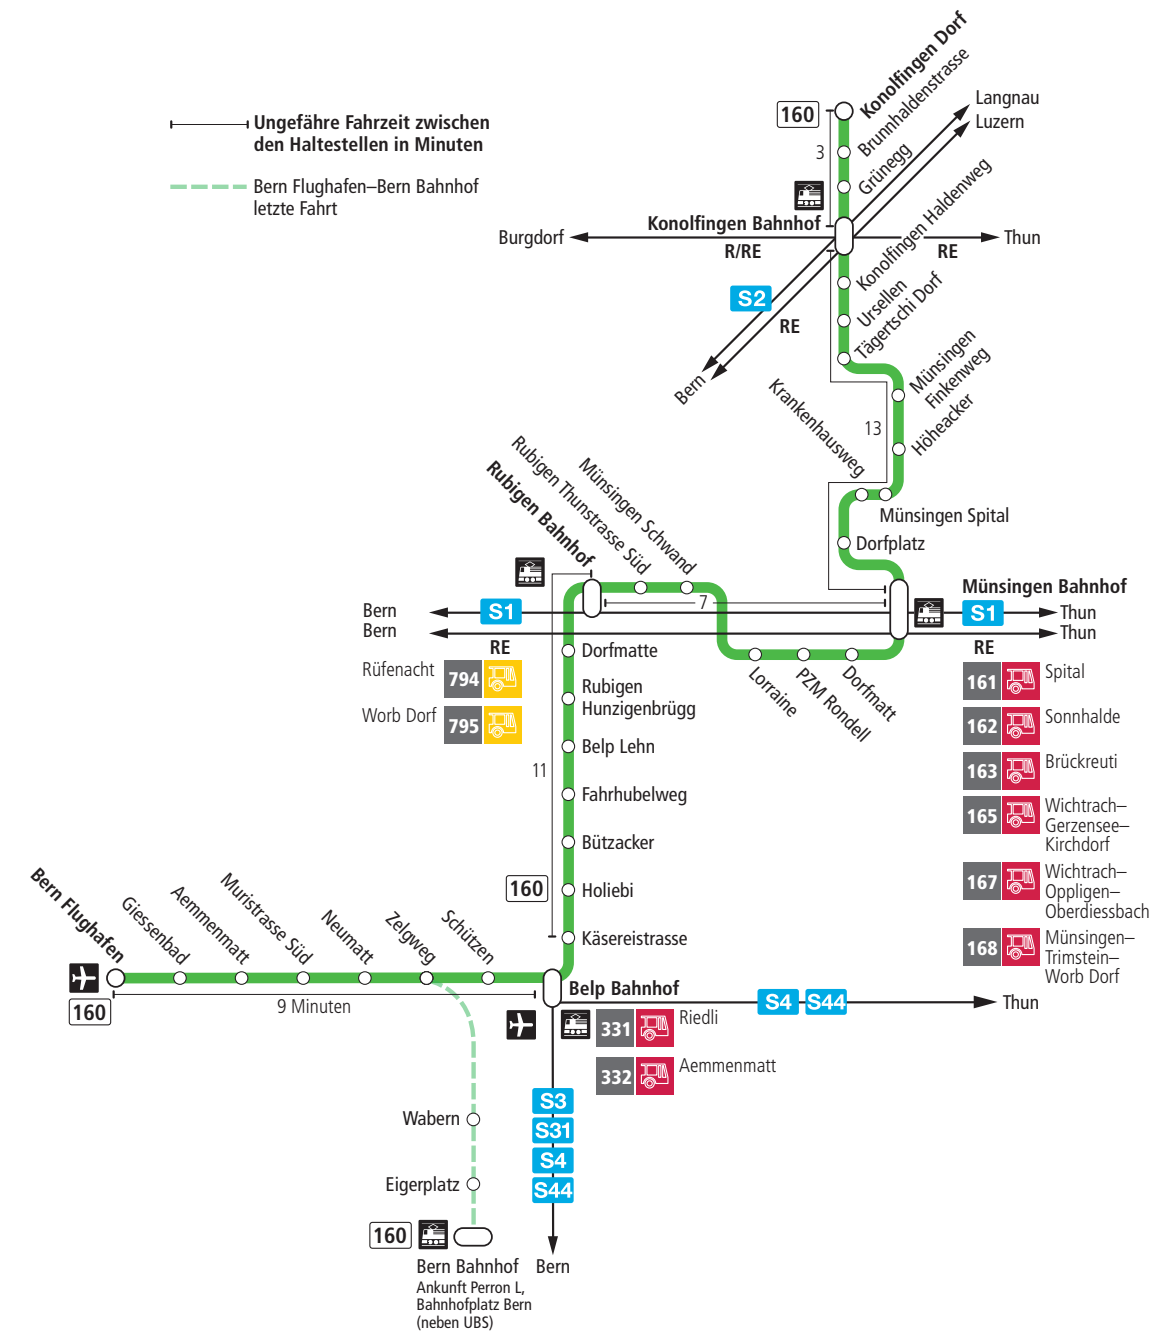 Konolfingen Dorf
Brunnhaldenstrasse
Grünegg
Langnau
Luzern
160
3
Ungefähre Fahrzeit zwischen
den Haltestellen in Minuten
Bern Flughafen–Bern Bahnhof
letzte Fahrt
Konolfingen Bahnhof
Burgdorf
R/RE
RE
Thun
Konolfingen Haldenweg
Ursellen
Tägertschi Dorf
S2
RE
Bern
Münsingen
Finkenweg
Höheacker
13
Krankenhausweg
Münsingen Spital
Dorfplatz
Rubigen Bahnhof
Rubigen Thunstrasse Süd
Münsingen Schwand
7
Münsingen Bahnhof
Bern
S1
S1
Thun
Bern
RE
RE
Thun
Lorraine
PZM Rondell
Dorfmatt
Rüfenacht
794
Worb Dorf
795
161
Spital
162
Sonnhalde
163
Brückreuti
165
Wichtrach–
Gerzensee–
Kirchdorf
167
Wichtrach–
Oppligen–
Oberdiessbach
168
Münsingen–
Trimstein–
Worb Dorf
Dorfmatte
Rubigen
Hunzigenbrügg
Belp Lehn
11
Fahrhubelweg
Bützacker
160
Holiebi
Käsereistrasse
Bern Flughafen
Giessenbad
Aemmenmatt
Muristrasse Süd
Neumatt
Zelgweg
Schützen
160
9 Minuten
Belp Bahnhof
S4
S44
Thun
331
Riedli
332
Aemmenmatt
S3
S31
S4
S44
Bern
Wabern
Eigerplatz
160
Bern Bahnhof
Ankunft Perron L,
Bahnhofplatz Bern
(neben UBS)